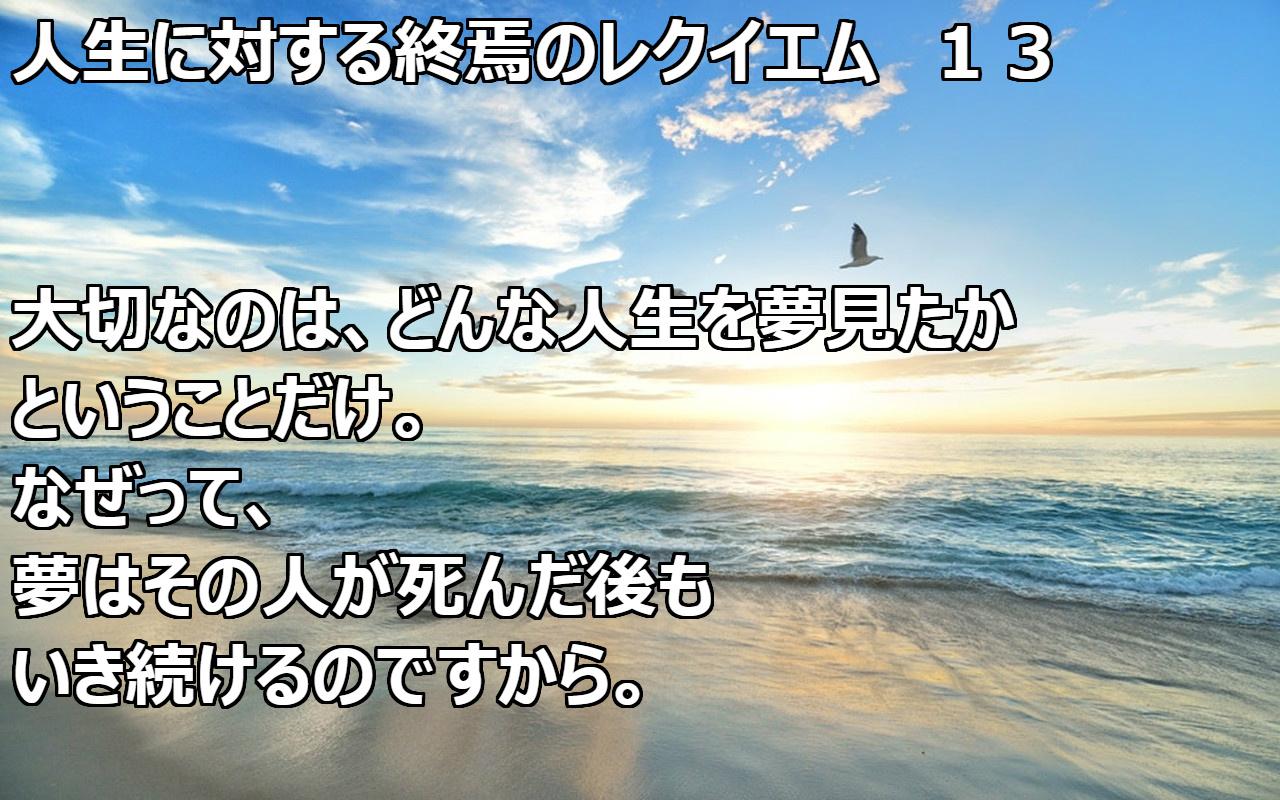 人生に対する終焉のレクイエム　１３
大切なのは、どんな人生を夢見たか
ということだけ。
なぜって、
夢はその人が死んだ後も
いき続けるのですから。